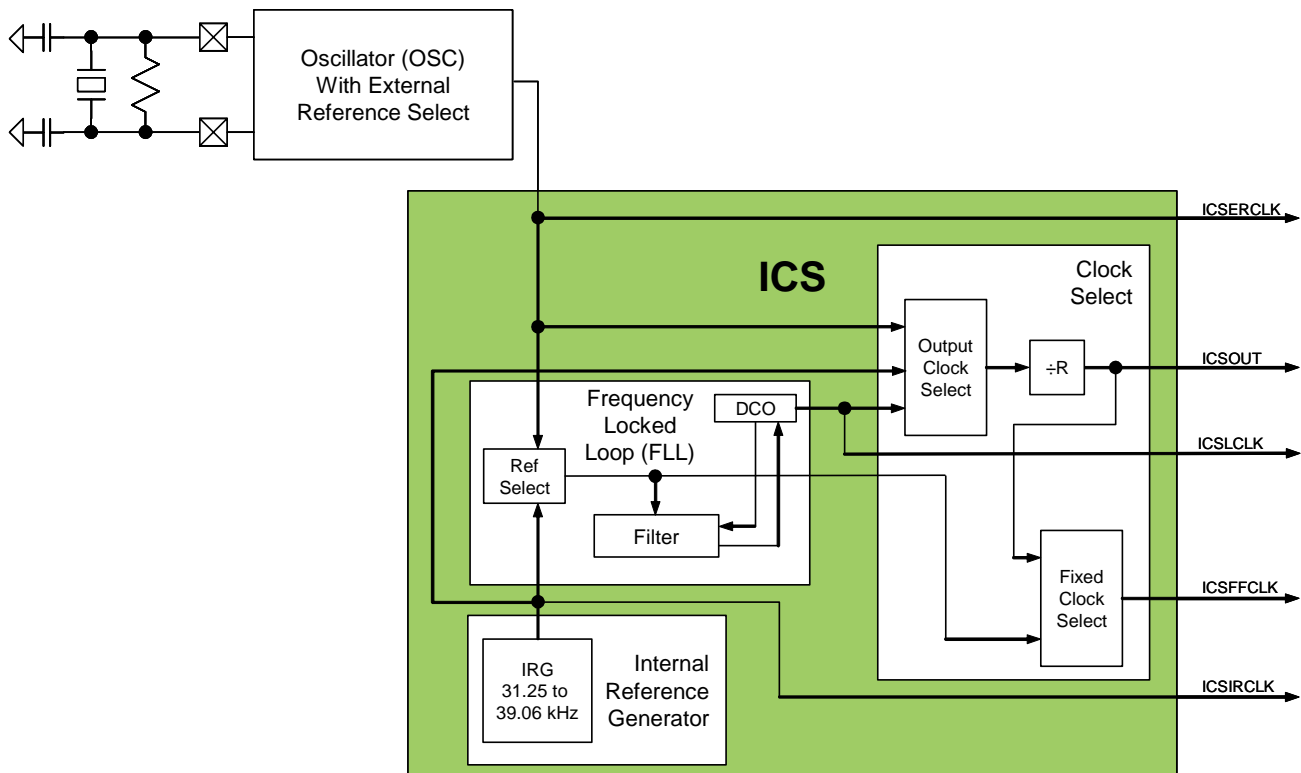 Oscillator (OSC)
With External
Reference Select
ICSERCLK
ICS
Clock
Select
Output
Clock
Select
÷R
ICSOUT
Frequency
Locked
Loop (FLL)
DCO
ICSLCLK
Ref
Select
Filter
Fixed
Clock
Select
ICSFFCLK
IRG
31.25 to
39.06 kHz
Internal
Reference
Generator
ICSIRCLK